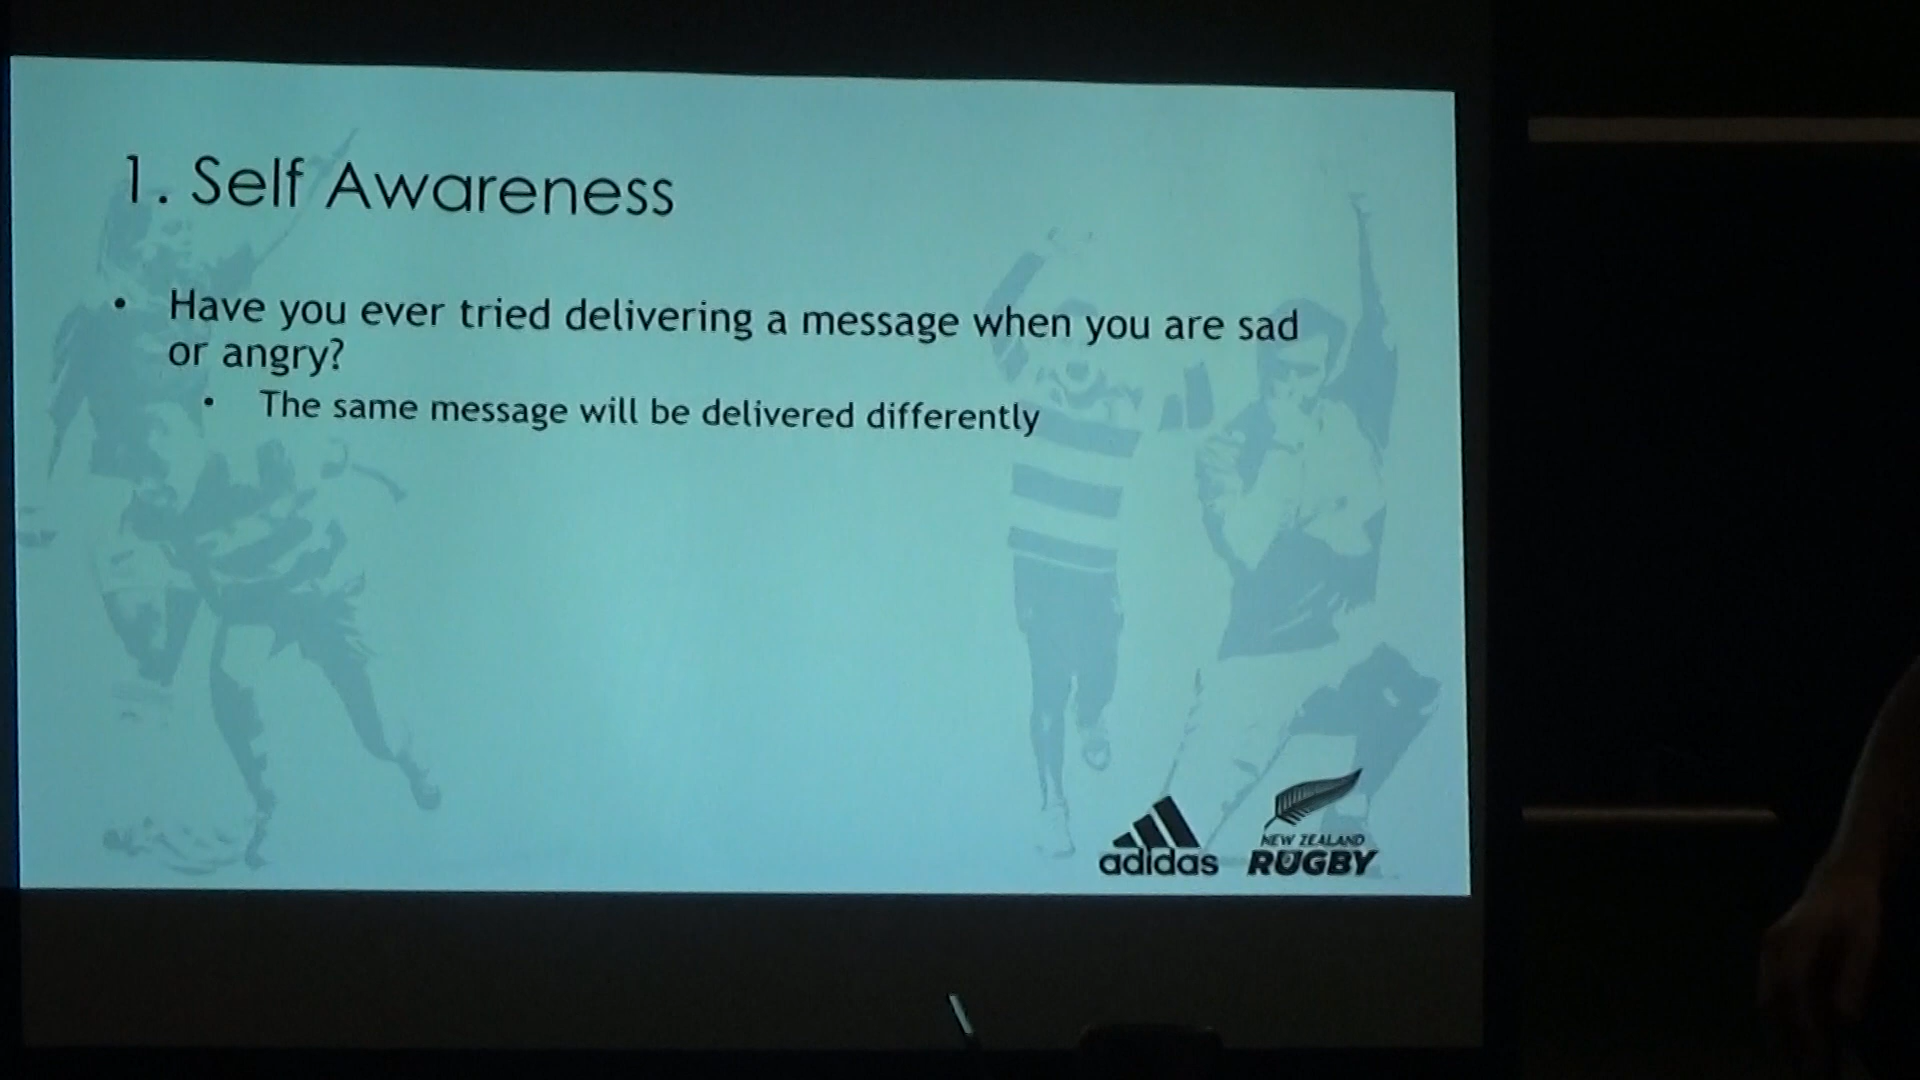 1. Self Awareness
• Have you ever tried delivering a message when you are sad
or angry?
• The same message will be delivered differently
adidas
NEW ZEALAND
RUGBY